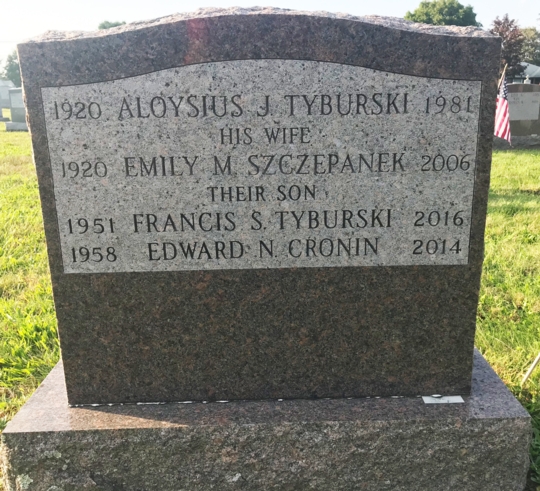 1920 ALOYSIUS J. TYBURSKI 1981
HIS WIFE
1920 EMILY M. SZCZEPANEK 2006
THEIR SON
1951 FRANCIS S. TYBURSKI 2016
1958 EDWARD N. CRONIN 2014